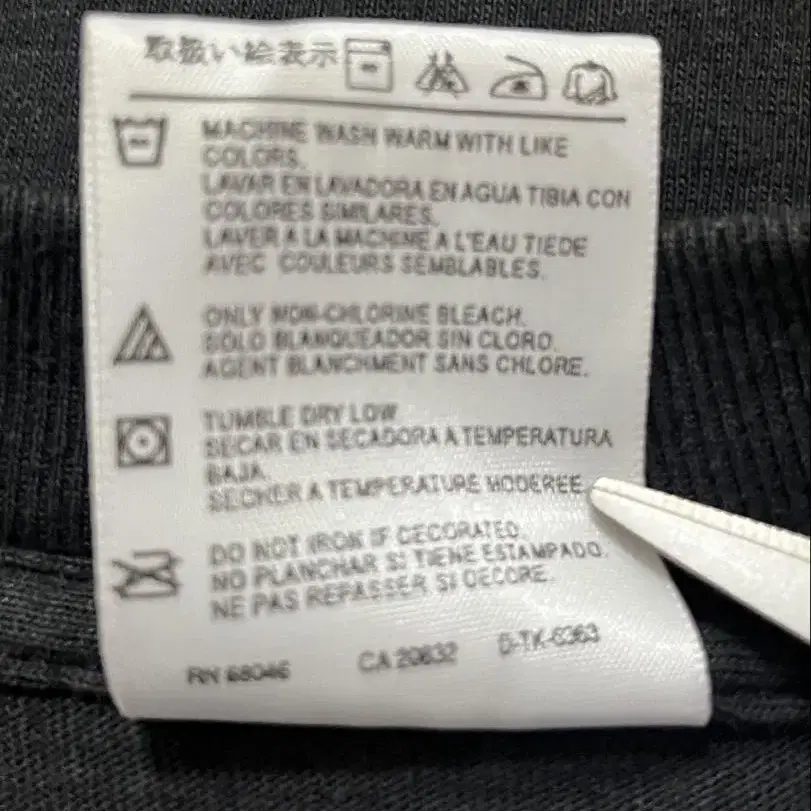 取扱い絵表示
MACHINE WASH WARM WITH LIKE
COLORS.
LAVAR EN LAVADORA EN AGUA TIBIA CON
COLORES SIMILARES.
LAVER A LA MACHINE A L'EAU TIEDE
AVEC COULEURS SEMBLABLES.
ONLY NON-CHLORINE BLEACH.
SOLO BLANQUEADOR SIN CLORO.
AGENT BLANCHMENT SANS CHLORE.
TUMBLE DRY LOW
SECAR EN SECADORA A TEMPERATURA
BAJA.
SECHER A TEMPERATURE MODEREE.
DO NOT IRON IF DECORATED.
NO PLANCHAR SI TIENE ESTAMPADO.
NE PAS REPASSER SI DECORE.
RN 68046 CA 20632